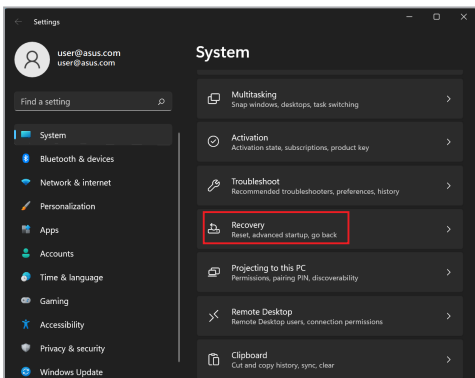 Settings
user@asus.com
user@asus.com
Find a setting
System
Bluetooth & devices
Network & internet
Personalization
Apps
Accounts
Time & language
Gaming
Accessibility
Privacy & security
Windows Update
System
Multitasking
Snap windows, desktops, task switching
Activation
Activation state, subscriptions, product key
Troubleshoot
Recommended troubleshooters, preferences, history
Recovery
Reset, advanced startup, go back
Projecting to this PC
Permissions, pairing PIN, discoverability
Remote Desktop
Remote Desktop users, connection permissions
Clipboard
Cut and copy history, sync, clear